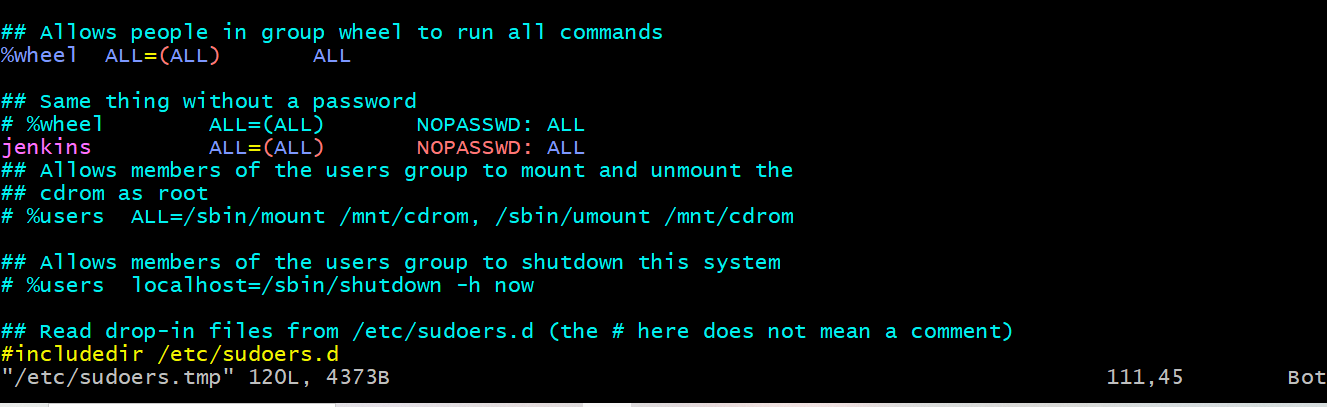 ## Allows people in group wheel to run all commands
%wheel  ALL=(ALL)       ALL
## Same thing without a password
# %wheel        ALL=(ALL)       NOPASSWD: ALL
jenkins         ALL=(ALL)       NOPASSWD: ALL
## Allows members of the users group to mount and unmount the
## cdrom as root
# %users  ALL=/sbin/mount /mnt/cdrom, /sbin/umount /mnt/cdrom
## Allows members of the users group to shutdown this system
# %users  localhost=/sbin/shutdown -h now
## Read drop-in files from /etc/sudoers.d (the # here does not mean a comment)
#includedir /etc/sudoers.d
"/etc/sudoers.tmp" 120L, 4373B                                                       111,45        Bot